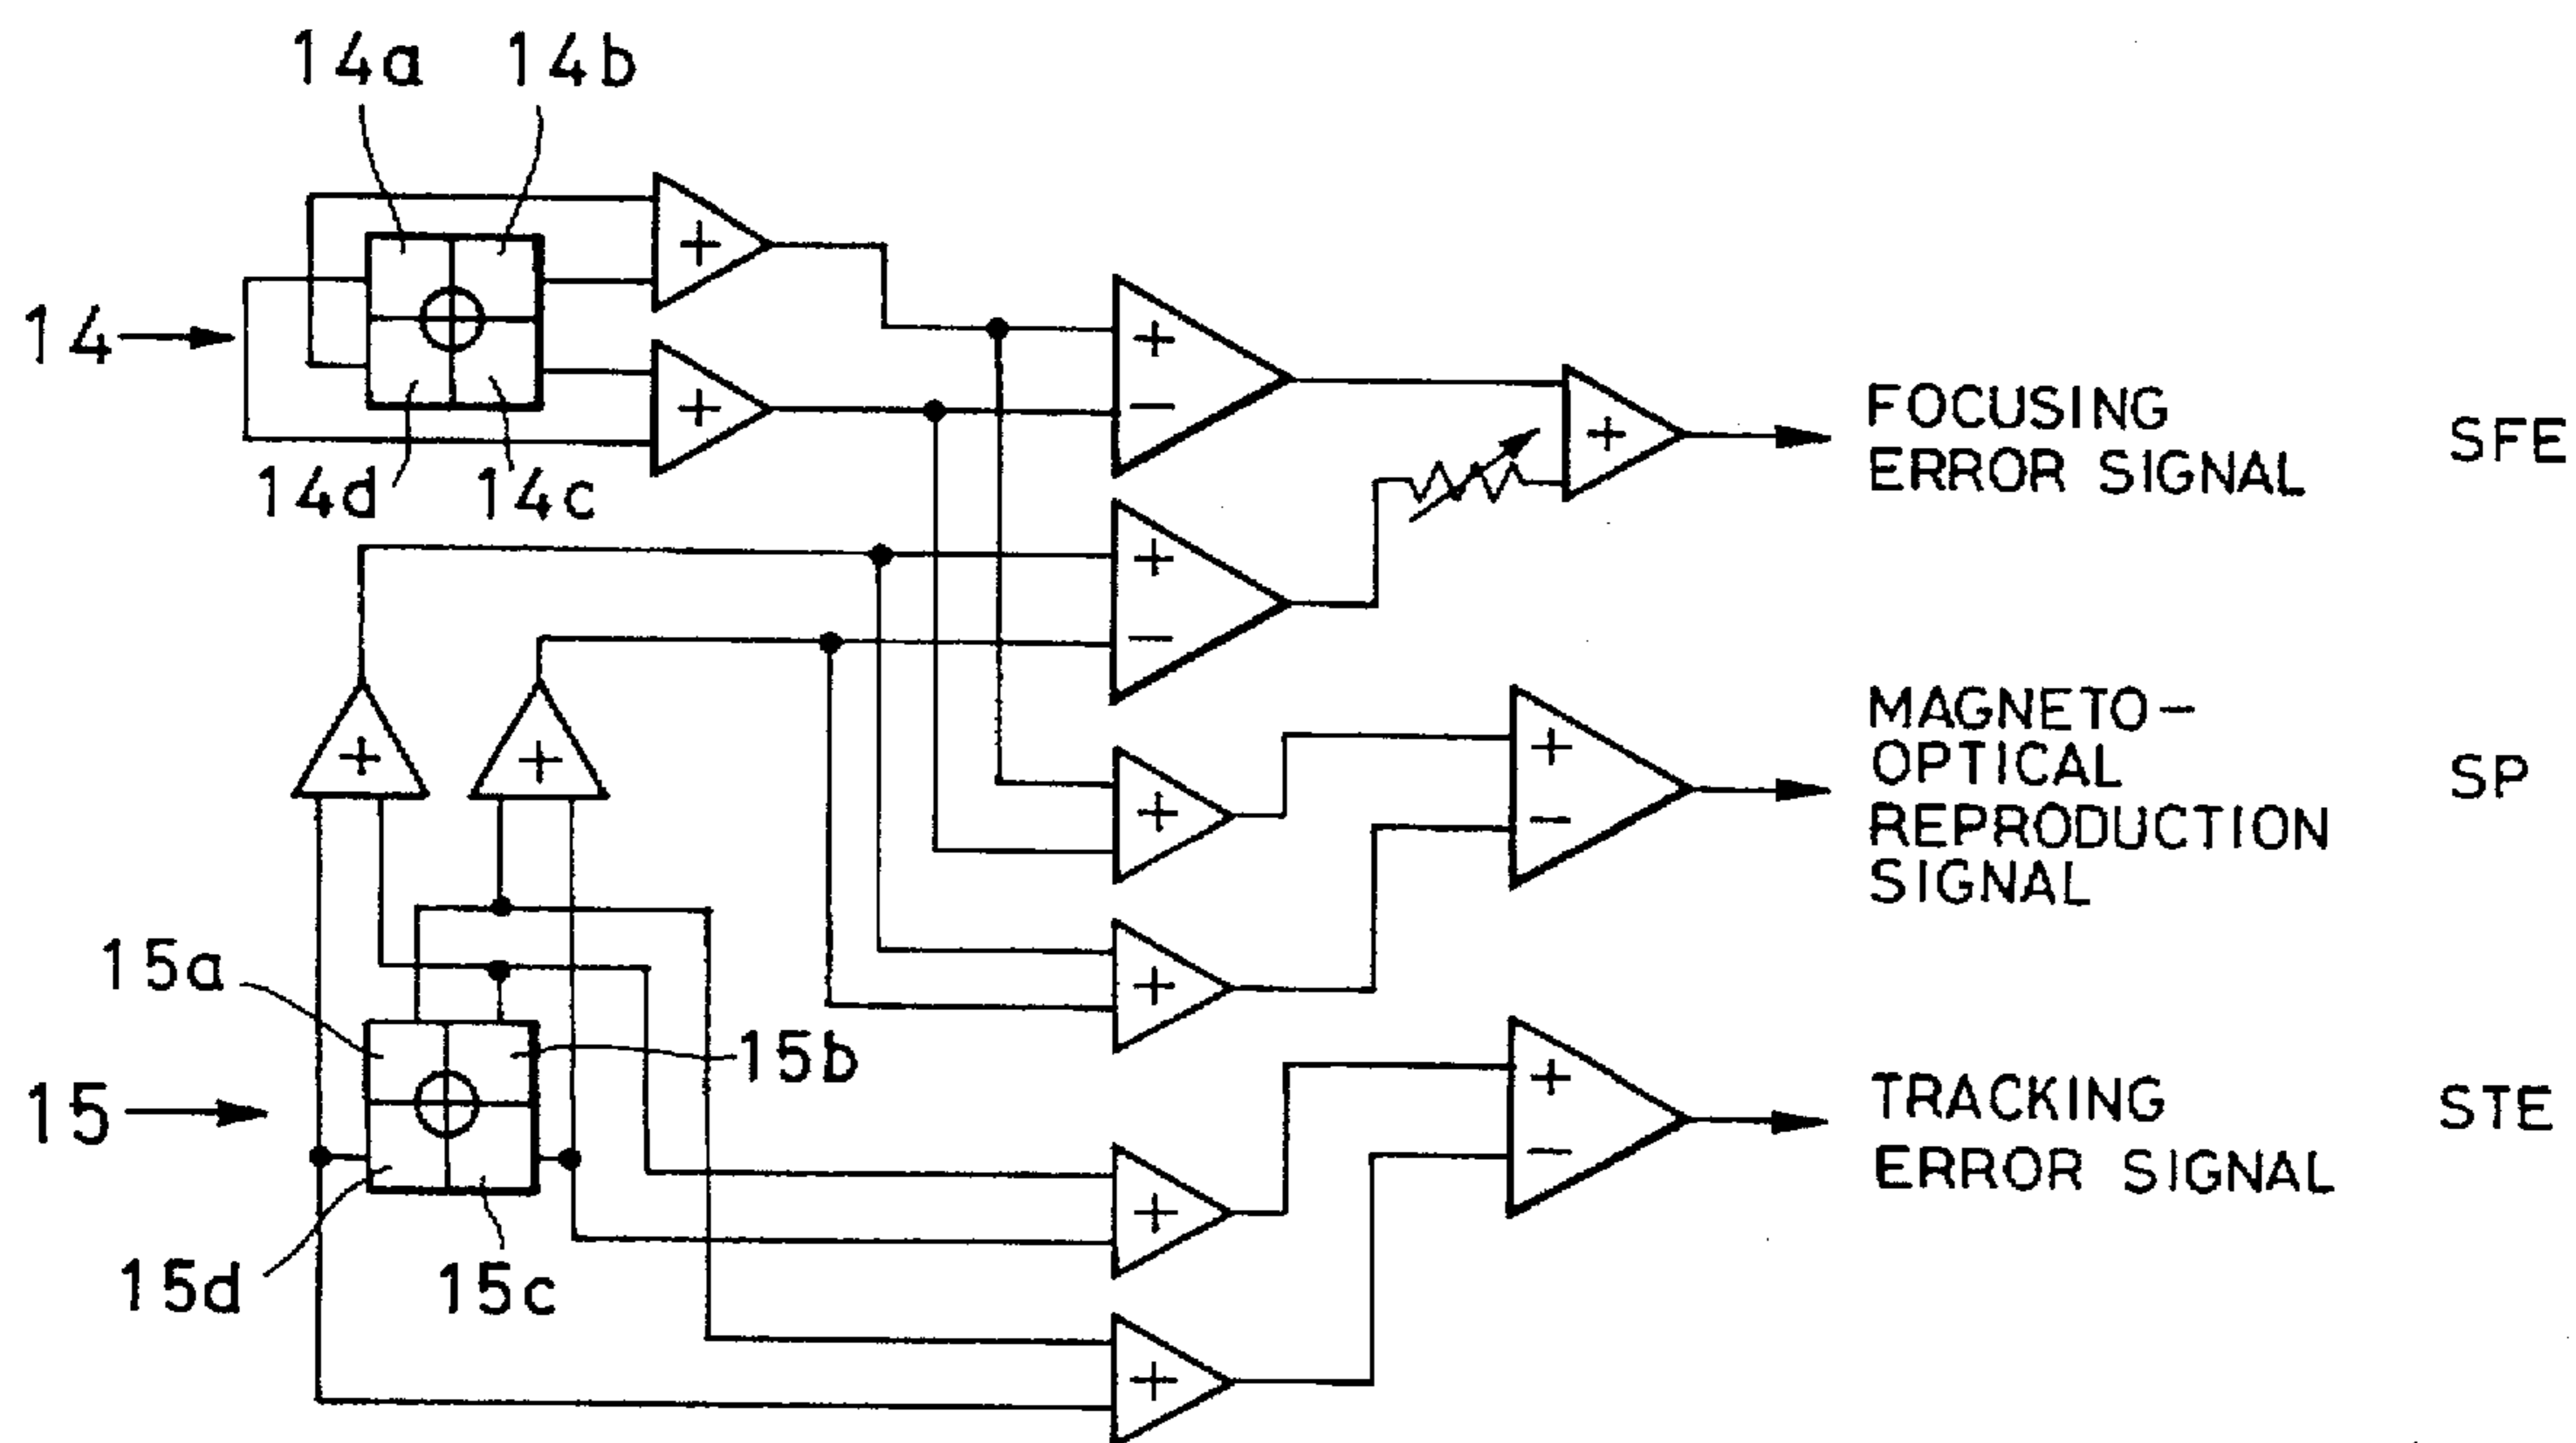 14a 14b
14
14d 14c
+
+
+
−
+
FOCUSING
ERROR SIGNAL
SFE
+
−
+
+
+
+
+
−
MAGNETO-
OPTICAL
REPRODUCTION
SIGNAL
SP
15a
15b
15
15d
15c
+
+
+
−
TRACKING
ERROR SIGNAL
STE